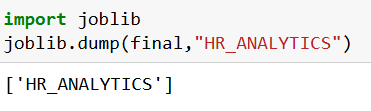 import joblib
joblib.dump(final,"HR_ANALYTICS")
['HR_ANALYTICS']